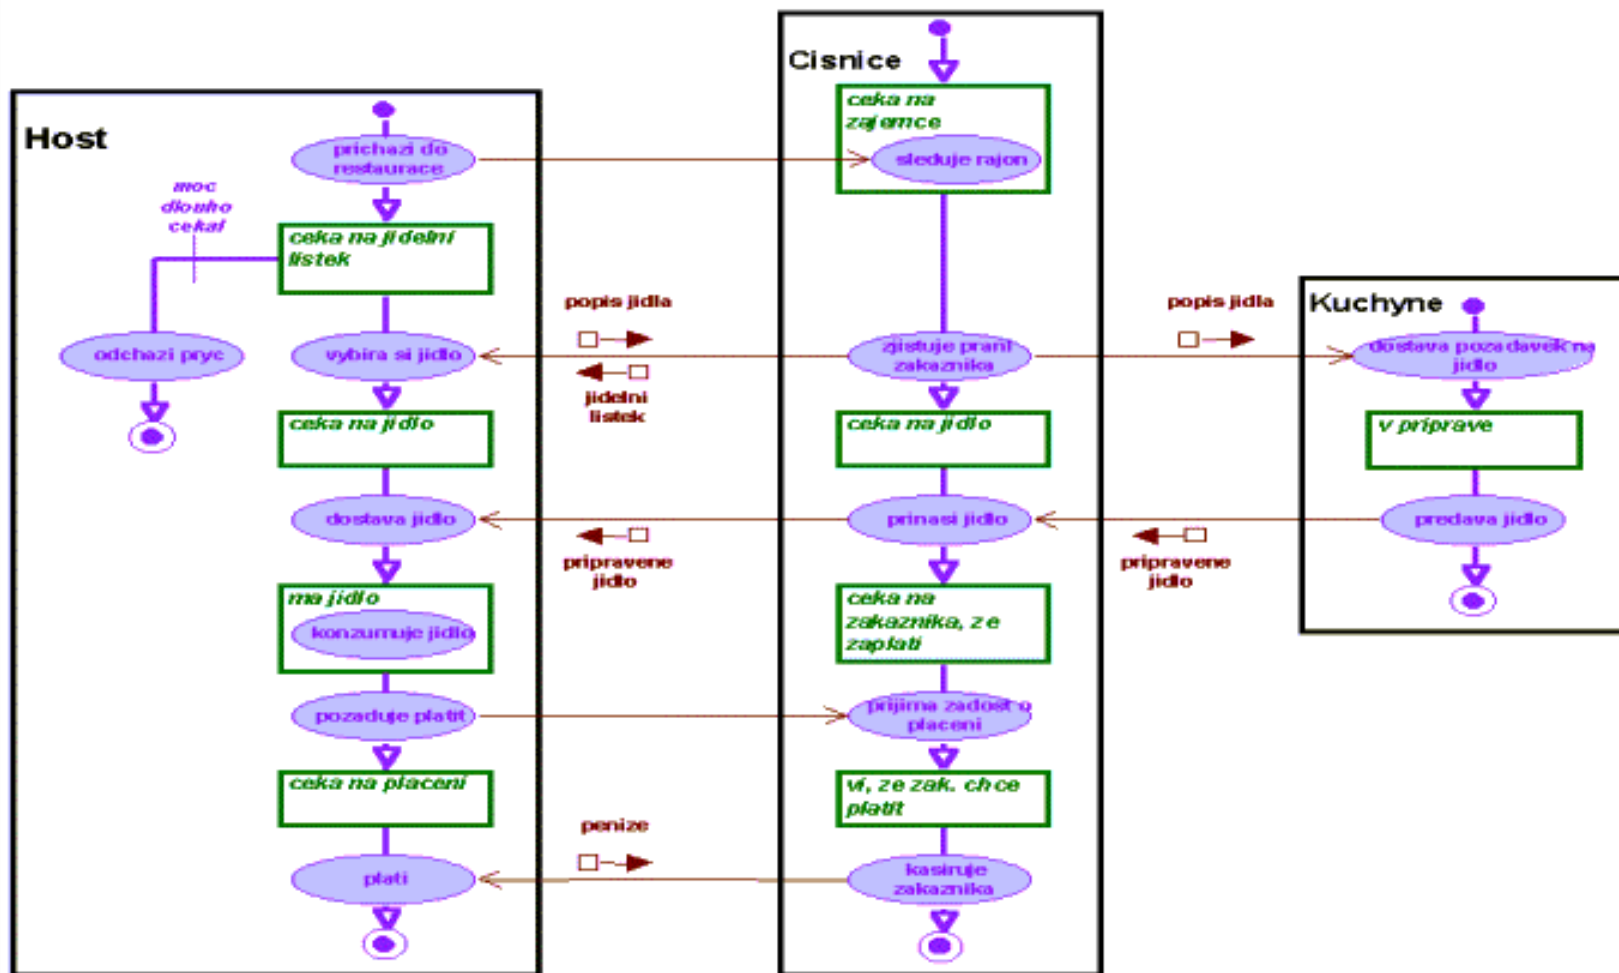 Host
prichazi do
restaurace
moc
dlouho
cekal
ceka na jidelni
listek
odchazi pryc
vybira si jidlo
ceka na jidlo
dostava jidlo
ma jidlo
konzumuje jidlo
pozaduje platit
ceka na placeni
plati
popis jidla
jidelni
listek
pripravene
jidlo
penize
Cisnice
ceka na
zajemce
sleduje rajon
zjistuje prani
zakaznika
ceka na jidlo
prinasi jidlo
ceka na
zakaznika, ze
zaplati
prijima zadost o
placeni
vi, ze zak. chce
platit
kasiruje
zakaznika
popis jidla
pripravene
jidlo
Kuchyne
dostava pozadavek na
jidlo
v priprave
predava jidlo